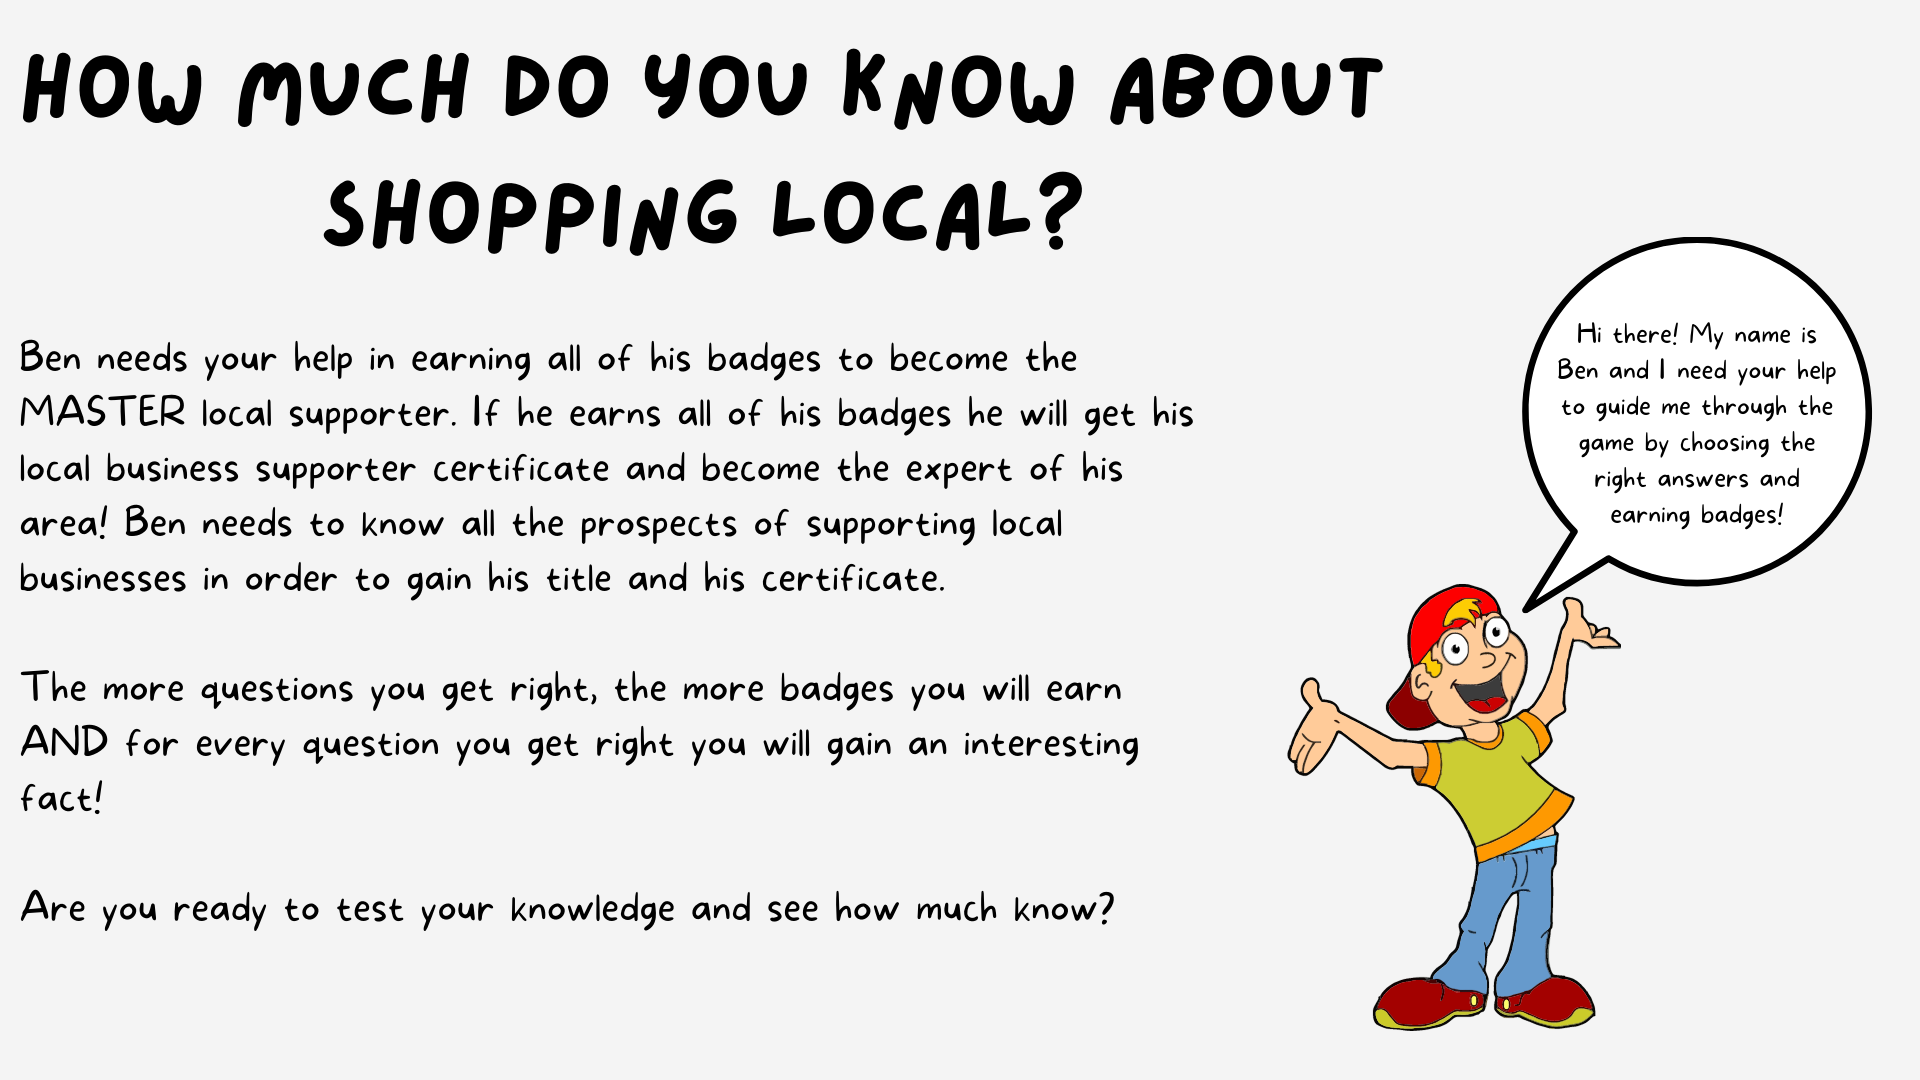 HOW MUCH DO YOU KNOW ABOUT
SHOPPING LOCAL?
Ben needs your help in earning all of his badges to become the
MASTER local supporter. If he earns all of his badges he will get his
local business supporter certificate and become the expert of his
area! Ben needs to know all the prospects of supporting local
businesses in order to gain his title and his certificate.
The more questions you get right, the more badges you will earn
AND for every question you get right you will gain an interesting
fact!
Are you ready to test your knowledge and see how much know?
Hi there! My name is
Ben and I need your help
to guide me through the
game by choosing the
right answers and
earning badges!